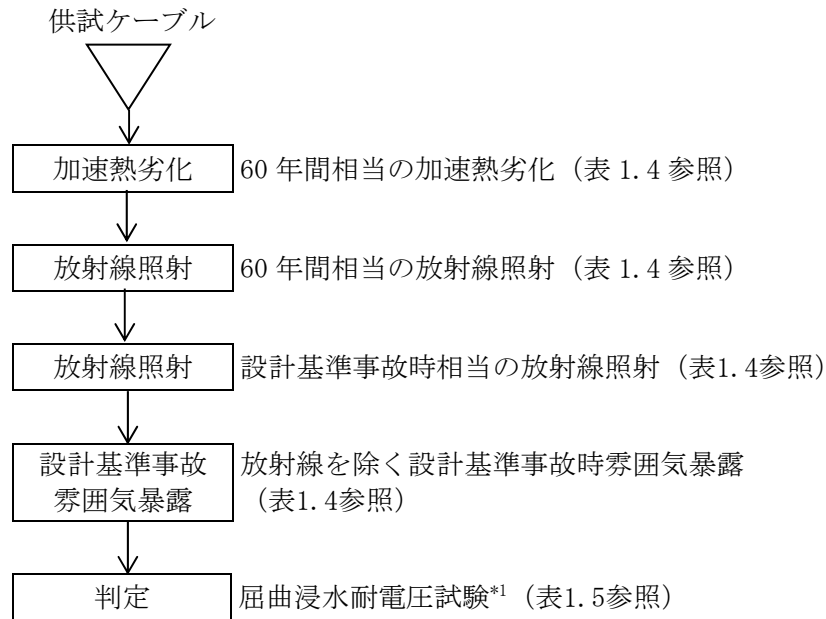 供試ケーブル
加速熱劣化 60 年間相当の加速熱劣化（表 1.4 参照）
放射線照射 60 年間相当の放射線照射（表 1.4 参照）
放射線照射 設計基準事故時相当の放射線照射（表1.4参照）
設計基準事故 放射線を除く設計基準事故時雰囲気暴露
雰囲気暴露 （表1.4参照）
判定 屈曲浸水耐電圧試験*1（表1.5参照）